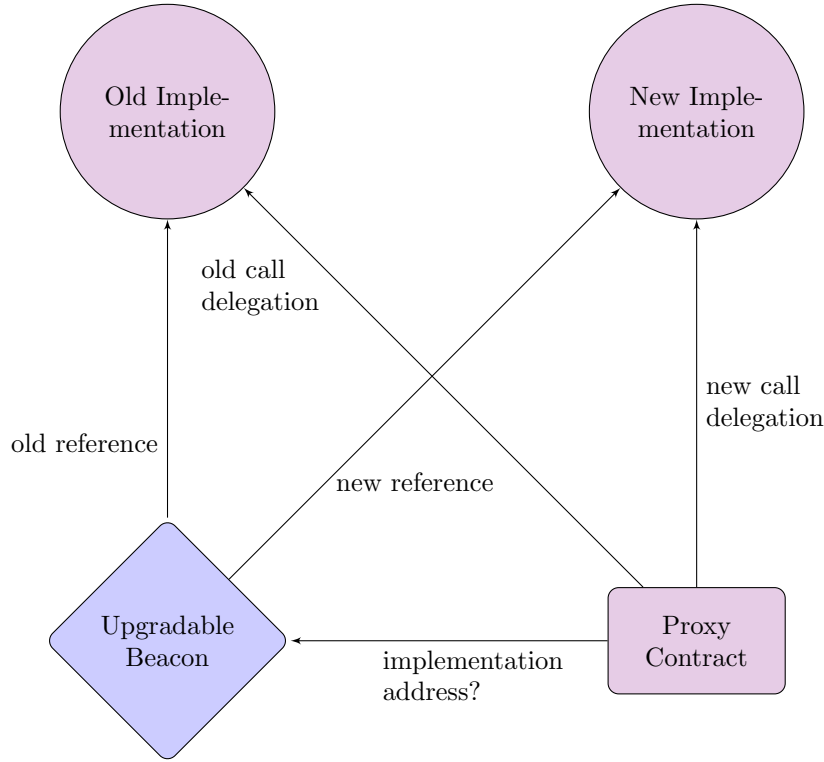 Old Imple-
mentation
New Imple-
mentation
old call
delegation
new call
delegation
old reference
new reference
Upgradable
Beacon
Proxy
Contract
implementation
address?